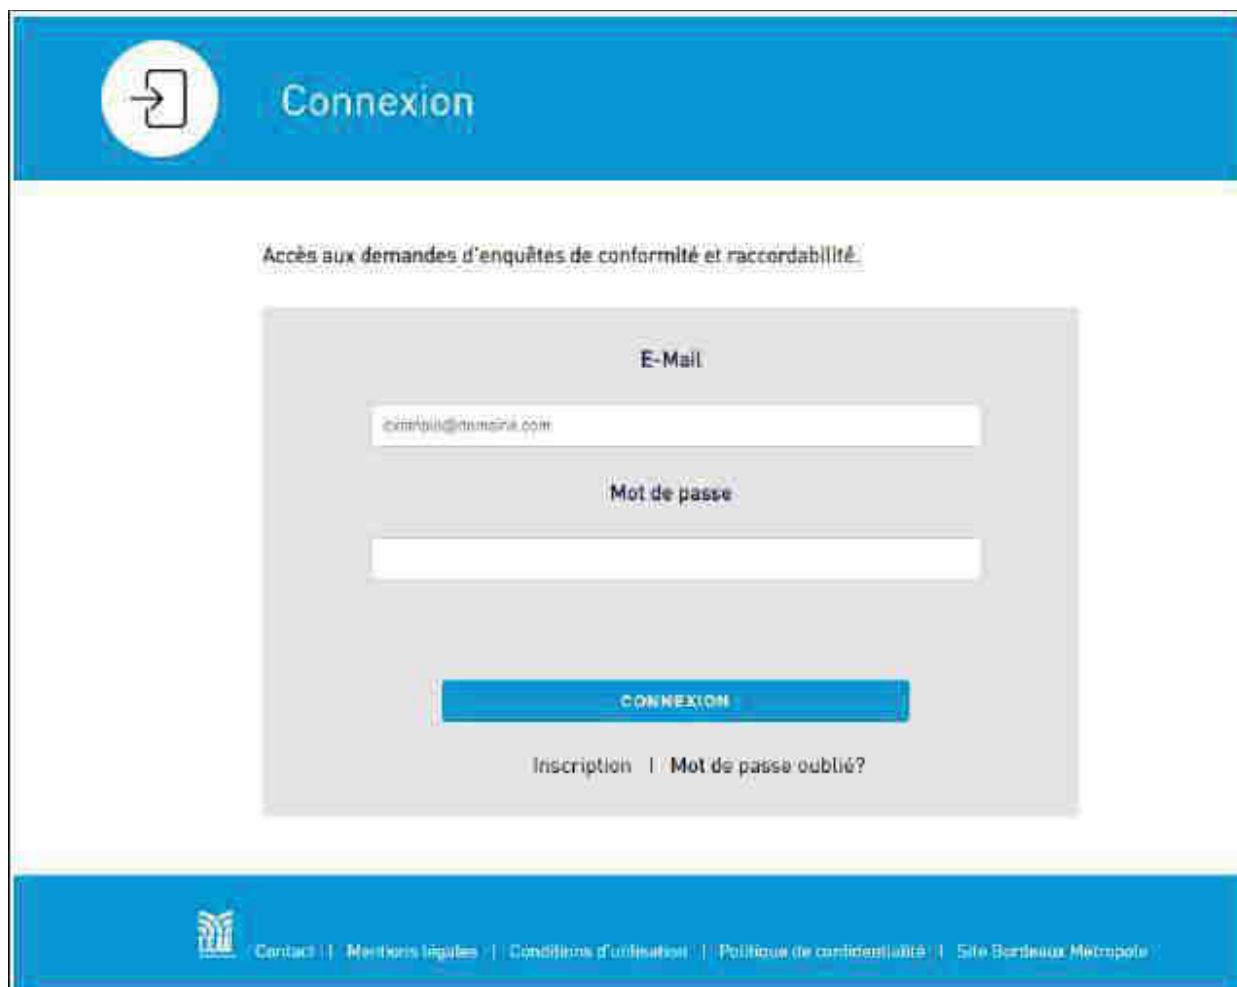 Connexion
Accès aux demandes d'enquêtes de conformité et raccordabilité.
E-Mail
exemple@domaine.com
Mot de passe
CONNEXION
Inscription | Mot de passe oublié?
Contact | Mentions légales | Conditions d'utilisation | Politique de confidentialité | Site Bordeaux Métropole